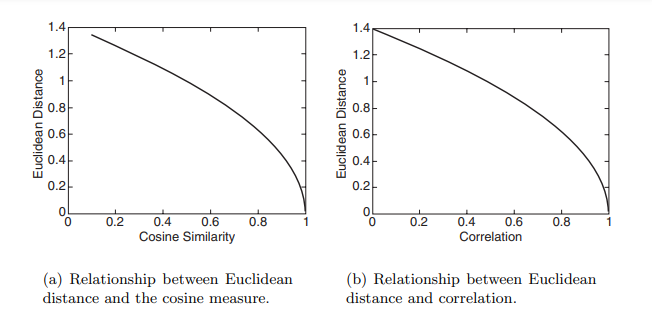 1.4
1.2
1
0.8
0.6
0.4
0.2
0
Euclidean Distance
0 0.2 0.4 0.6 0.8 1
Cosine Similarity
(a) Relationship between Euclidean
distance and the cosine measure.
1.4
1.2
1
0.8
0.6
0.4
0.2
0
Euclidean Distance
0 0.2 0.4 0.6 0.8 1
Correlation
(b) Relationship between Euclidean
distance and correlation.